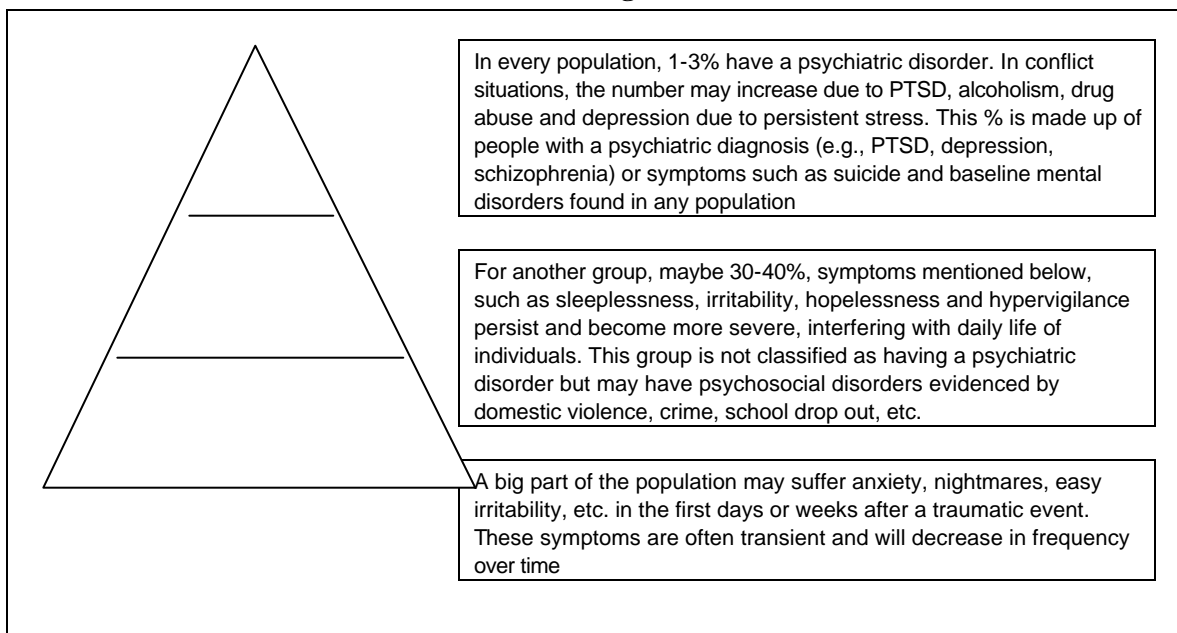 In every population, 1-3% have a psychiatric disorder. In conflict
situations, the number may increase due to PTSD, alcoholism, drug
abuse and depression due to persistent stress. This % is made up of
people with a psychiatric diagnosis (e.g., PTSD, depression,
schizophrenia) or symptoms such as suicide and baseline mental
disorders found in any population
For another group, maybe 30-40%, symptoms mentioned below,
such as sleeplessness, irritability, hopelessness and hypervigilance
persist and become more severe, interfering with daily life of
individuals. This group is not classified as having a psychiatric
disorder but may have psychosocial disorders evidenced by
domestic violence, crime, school drop out, etc.
A big part of the population may suffer anxiety, nightmares, easy
irritability, etc. in the first days or weeks after a traumatic event.
These symptoms are often transient and will decrease in frequency
over time